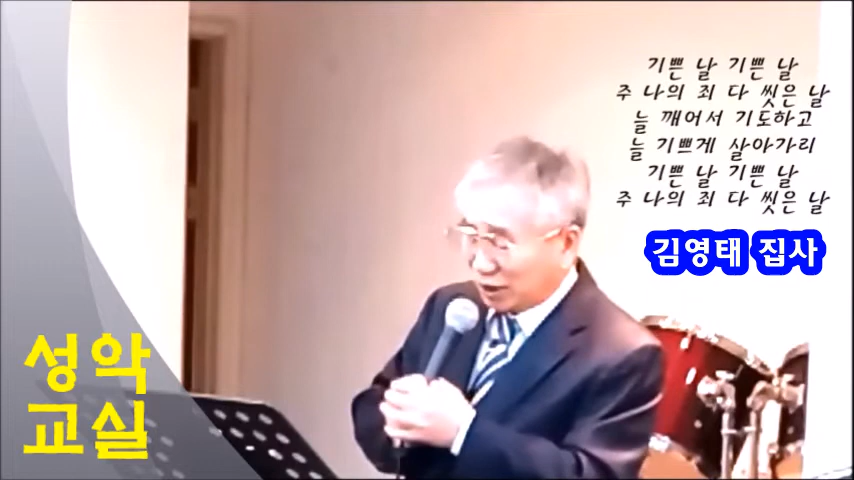 기쁜 날 기쁜 날
주 나의 죄 다 씻은 날
늘 깨어서 기도하고
늘 기쁘게 살아가리
기쁜 날 기쁜 날
주 나의 죄 다 씻은 날
김영태 집사
성악
교실